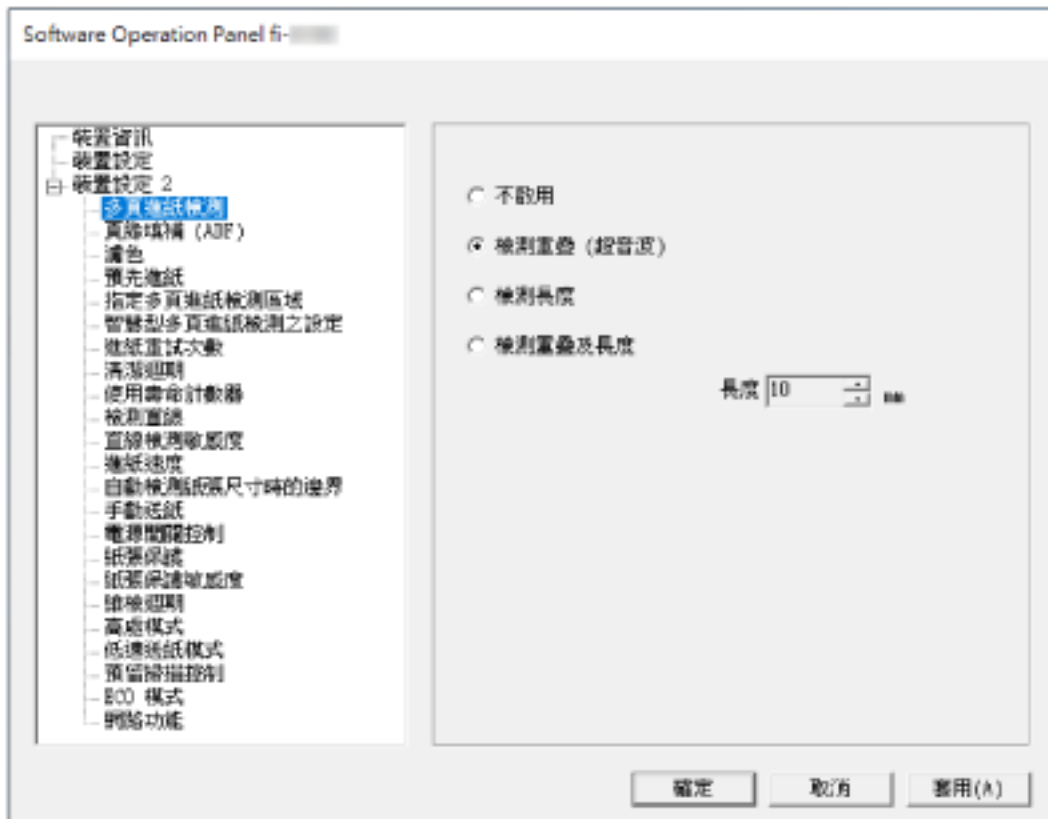 Software Operation Panel fi-
裝置資訊
裝置設定
裝置設定 2
多頁進紙檢測
頁緣填補 (ADF)
濾色
預先進紙
指定多頁進紙檢測區域
智慧型多頁進紙檢測之設定
進紙重試次數
清潔週期
使用壽命計數器
檢測直線
直線檢測敏感度
進紙速度
自動檢測紙張尺寸時的邊界
手動送紙
電源開關控制
紙張保護
紙張保護敏感度
維檢週期
高處模式
低速送紙模式
預留掃描控制
ECO 模式
網路功能
不啟用
檢測重疊 (超音波)
檢測長度
檢測重疊及長度
長度 10 mm
確定 取消 套用(A)